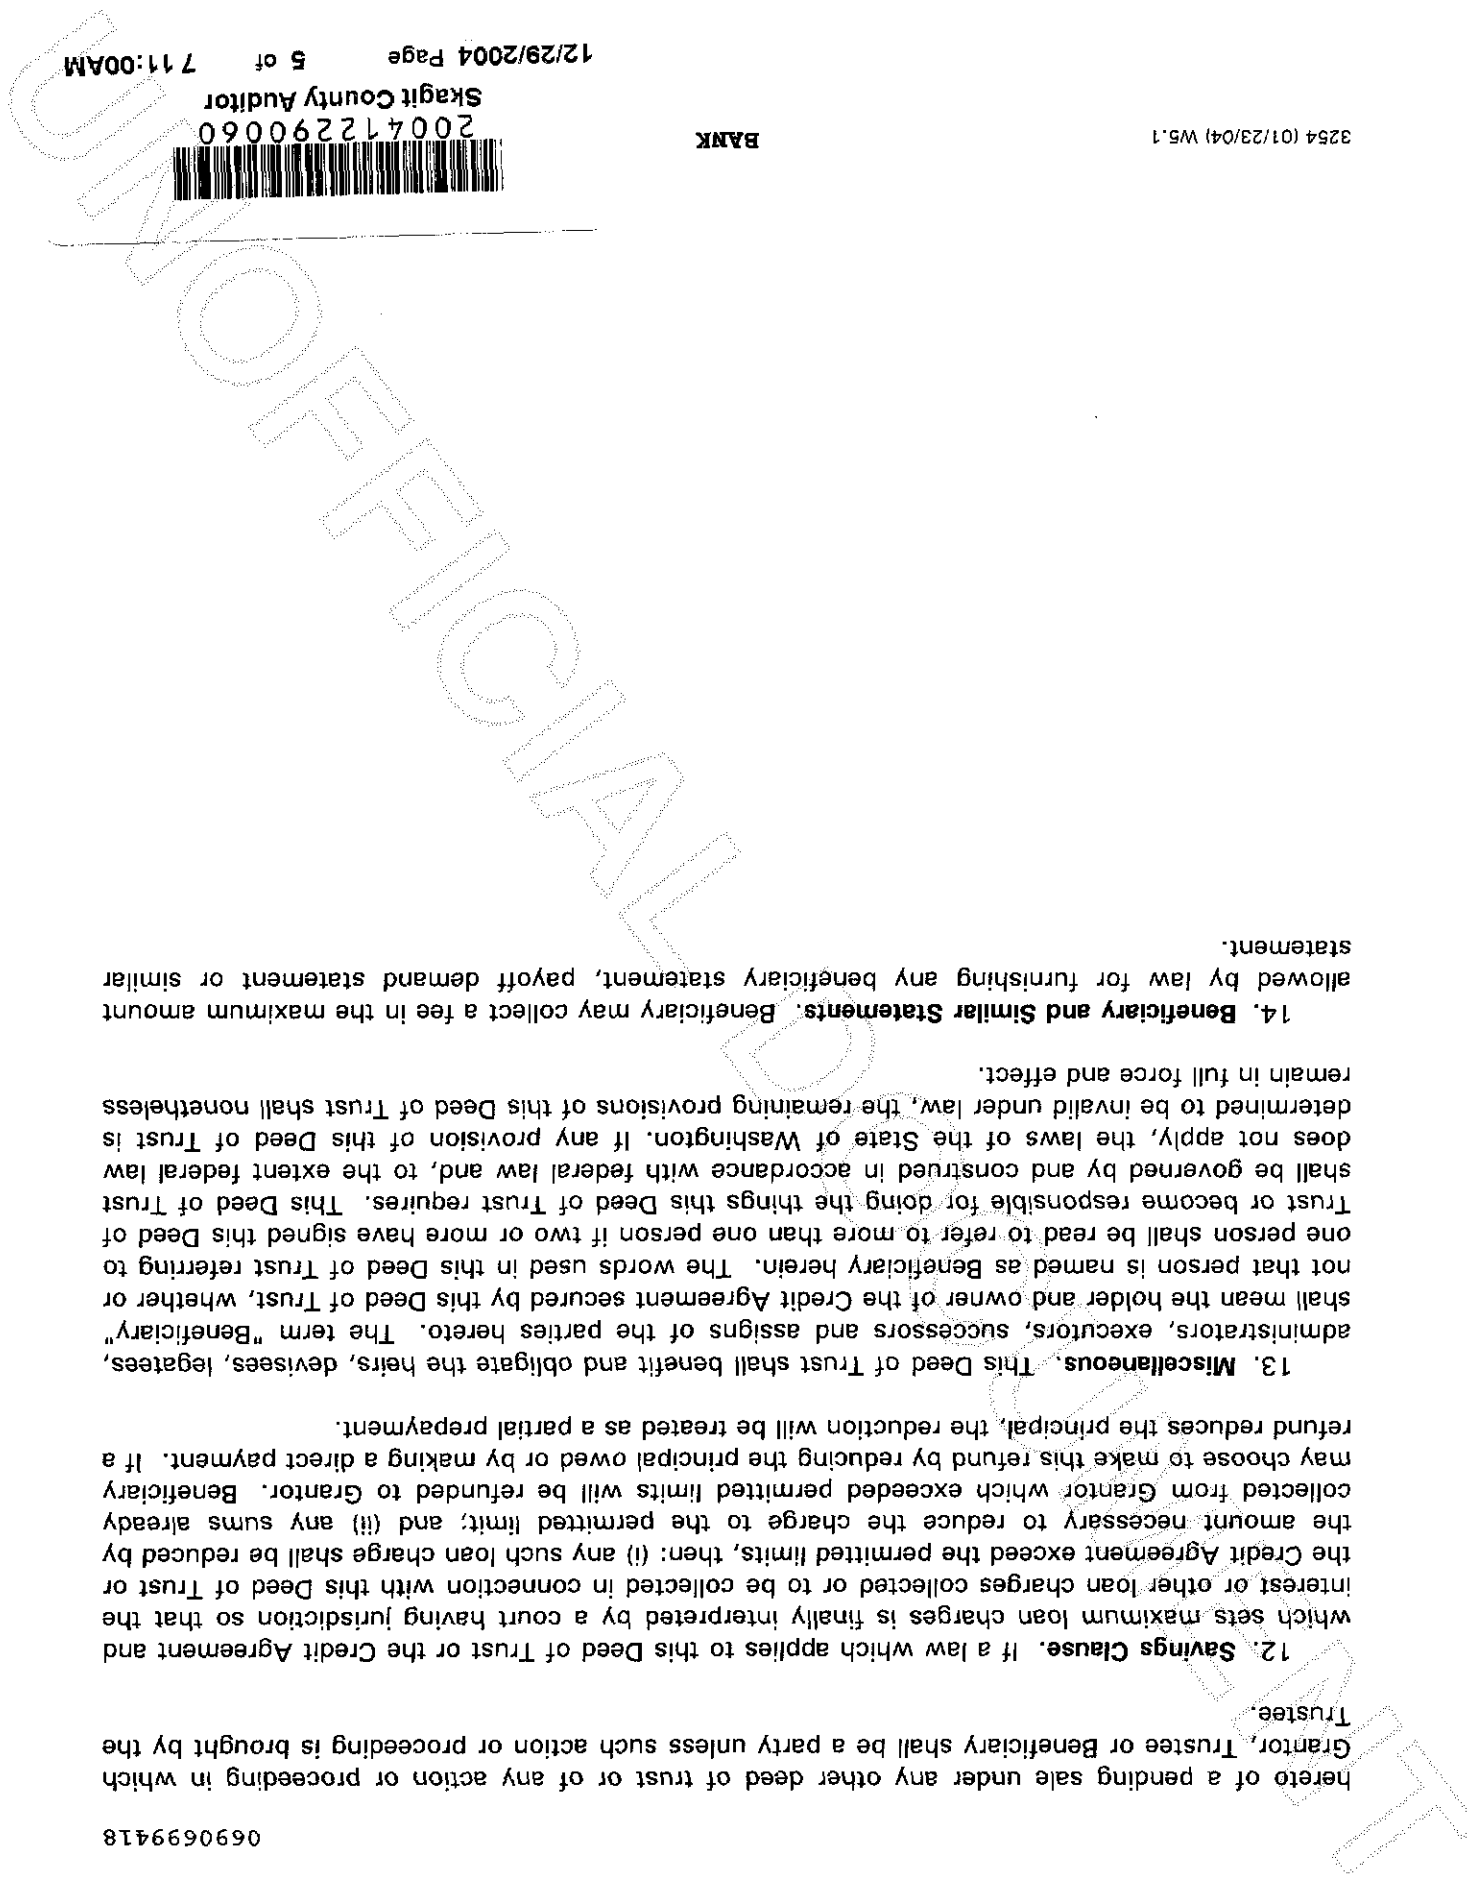 0690699418
hereto of a pending sale under any other deed of trust or of any action or proceeding in which
Grantor, Trustee or Beneficiary shall be a party unless such action or proceeding is brought by the
Trustee.
12. Savings Clause. If a law which applies to this Deed of Trust or the Credit Agreement and
which sets maximum loan charges is finally interpreted by a court having jurisdiction so that the
interest or other loan charges collected or to be collected in connection with this Deed of Trust or
the Credit Agreement exceed the permitted limits, then: (i) any such loan charge shall be reduced by
the amount necessary to reduce the charge to the permitted limit; and (ii) any sums already
collected from Grantor which exceeded permitted limits will be refunded to Grantor. Beneficiary
may choose to make this refund by reducing the principal owed or by making a direct payment. If a
refund reduces the principal, the reduction will be treated as a partial prepayment.
13. Miscellaneous. This Deed of Trust shall benefit and obligate the heirs, devisees, legatees,
administrators, executors, successors and assigns of the parties hereto. The term "Beneficiary"
shall mean the holder and owner of the Credit Agreement secured by this Deed of Trust, whether or
not that person is named as Beneficiary herein. The words used in this Deed of Trust referring to
one person shall be read to refer to more than one person if two or more have signed this Deed of
Trust or become responsible for doing the things this Deed of Trust requires. This Deed of Trust
shall be governed by and construed in accordance with federal law and, to the extent federal law
does not apply, the laws of the State of Washington. If any provision of this Deed of Trust is
determined to be invalid under law, the remaining provisions of this Deed of Trust shall nonetheless
remain in full force and effect.
14. Beneficiary and Similar Statements. Beneficiary may collect a fee in the maximum amount
allowed by law for furnishing any beneficiary statement, payoff demand statement or similar
statement.
3254 (01/23/04) W5.1
BANK
200412290060
Skagit County Auditor
12/29/2004 Page 5 of 7 11:00AM
UNOFFICIAL DOCUMENT